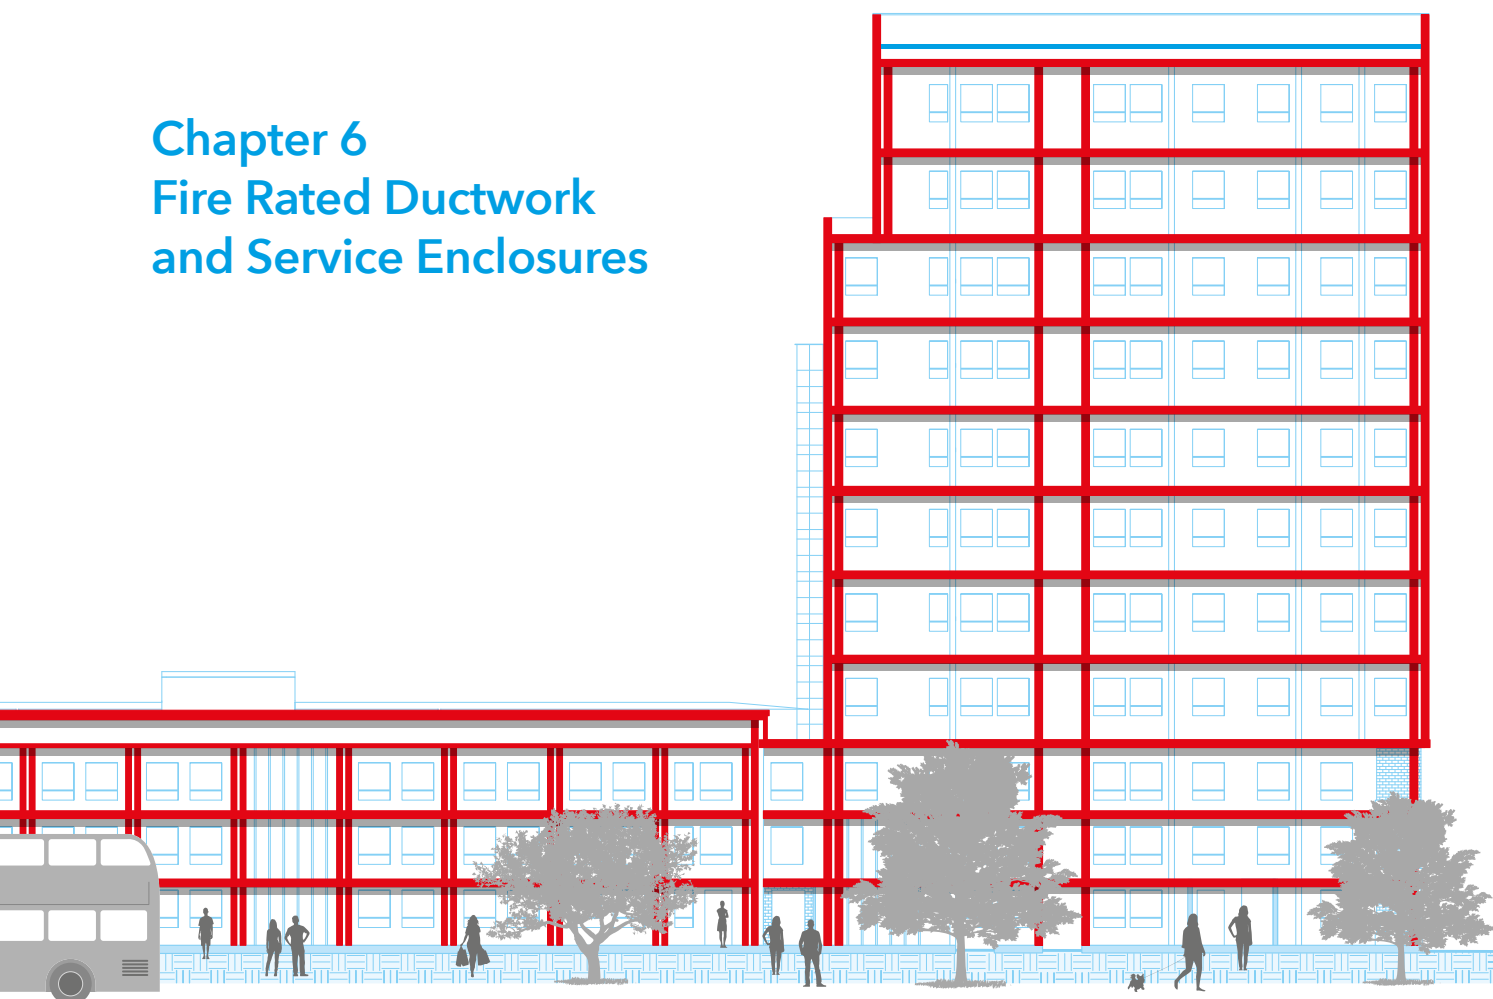 Chapter 6
Fire Rated Ductwork
and Service Enclosures